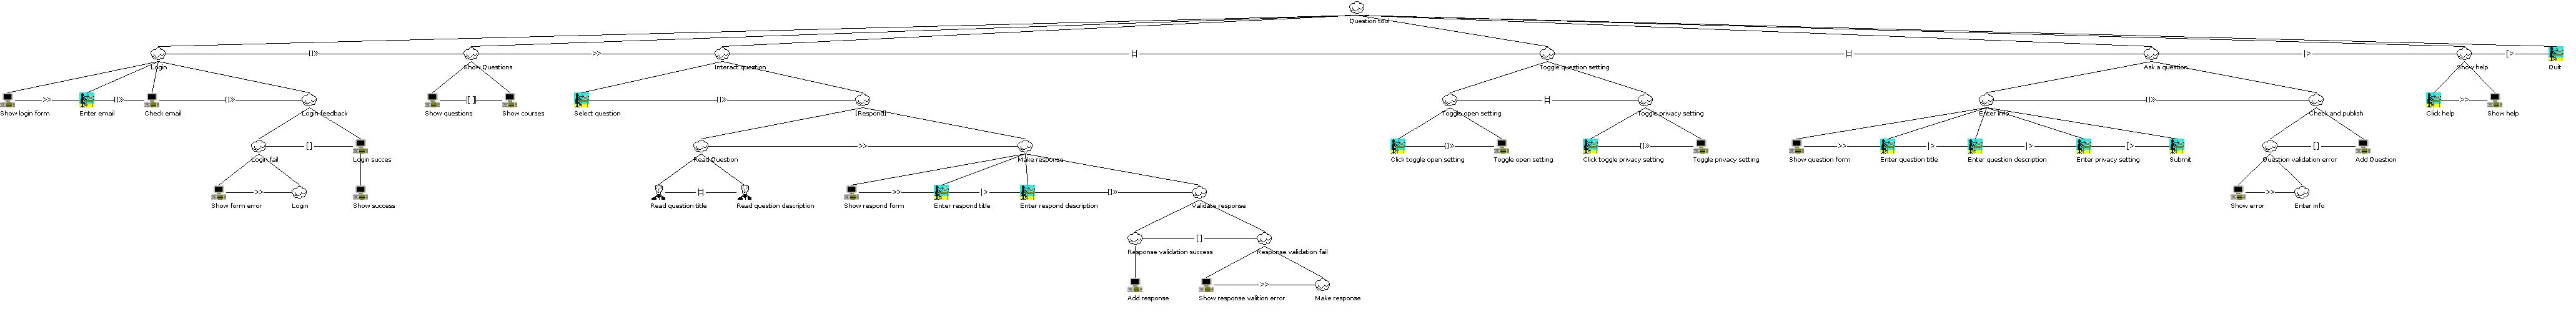 Question tool
[]>> >> |=| |=| |> [>
Login Show Questions Interact question Toggle question setting Ask a question Show help Quit
>> []>> []>> [ ] []>> |=| []>> >>
Show login form Enter email Check email Login feedback Show questions Show courses Select question [Respond] Toggle open setting Toggle privacy setting Enter info Check and publish Click help Show help
[] >> []>> []>> >> |> |> [> []
Login fail Login succes Read Question Make response Click toggle open setting Toggle open setting Click toggle privacy setting Toggle privacy setting Show question form Enter question title Enter question description Enter privacy setting Submit Question validation error Add Question
>> |=| >> |> []>> >>
Show form error Login Show success Read question title Read question description Show respond form Enter respond title Enter respond description Validate response Show error Enter info
[]
Response validation success Response validation fail
>>
Add response Show response valition error Make response